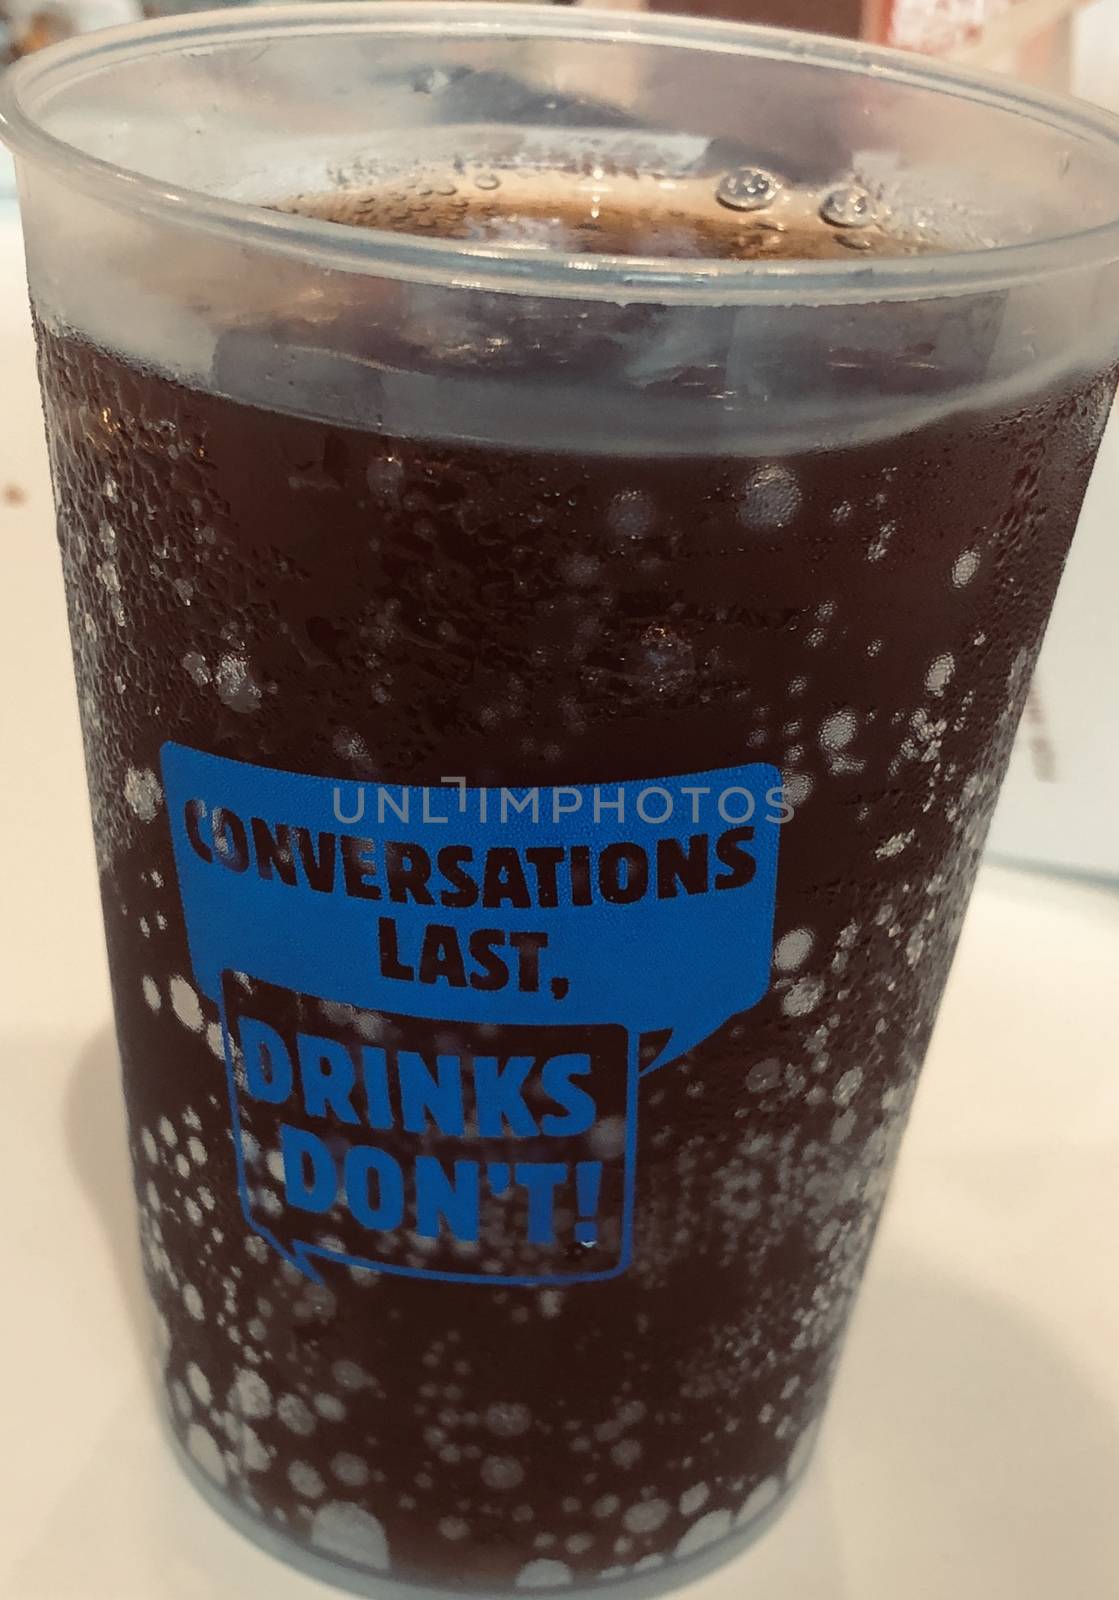 UNLIMPHOTOS
CONVERSATIONS
LAST,
DRINKS
DON'T!